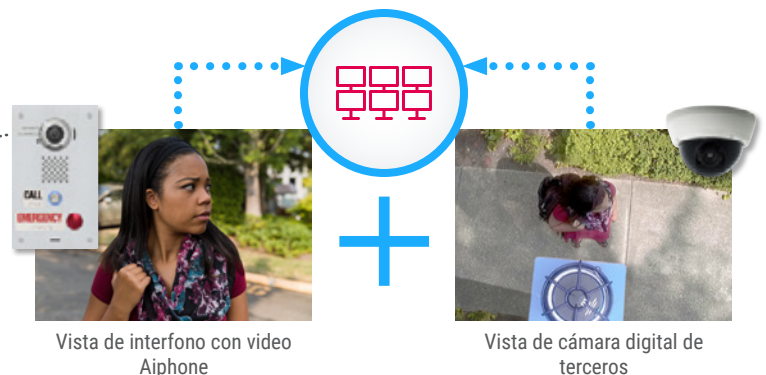 CALL
EMERGENCY
Vista de interfono con video
Aiphone
Vista de cámara digital de
terceros